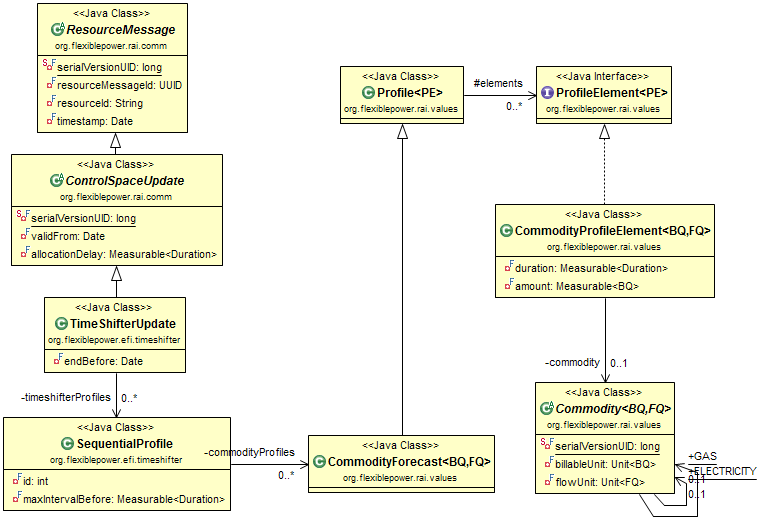 <<Java Class>>
ResourceMessage
org.flexiblepower.rai.comm
serialVersionUID: long
resourceMessageId: UUID
resourceId: String
timestamp: Date
<<Java Class>>
ControlSpaceUpdate
org.flexiblepower.rai.comm
serialVersionUID: long
validFrom: Date
allocationDelay: Measurable<Duration>
<<Java Class>>
TimeShifterUpdate
org.flexiblepower.efi.timeshifter
endBefore: Date
-timeshifterProfiles
0..*
<<Java Class>>
SequentialProfile
org.flexiblepower.efi.timeshifter
id: int
maxIntervalBefore: Measurable<Duration>
-commodityProfiles
0..*
<<Java Class>>
CommodityForecast<BQ,FQ>
org.flexiblepower.rai.values
<<Java Class>>
Profile<PE>
org.flexiblepower.rai.values
#elements
0..*
<<Java Interface>>
ProfileElement<PE>
org.flexiblepower.rai.values
<<Java Class>>
CommodityProfileElement<BQ,FQ>
org.flexiblepower.rai.values
duration: Measurable<Duration>
amount: Measurable<BQ>
-commodity
0..1
<<Java Class>>
Commodity<BQ,FQ>
org.flexiblepower.rai.values
serialVersionUID: long
billableUnit: Unit<BQ>
flowUnit: Unit<FQ>
+GAS
+ELECTRICITY
0..1
0..1